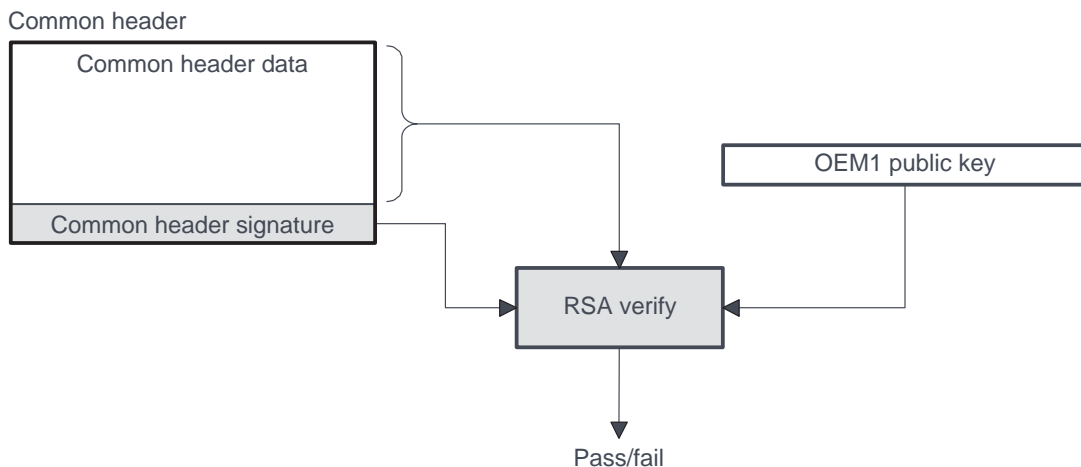 Common header
Common header data
OEM1 public key
Common header signature
RSA verify
Pass/fail